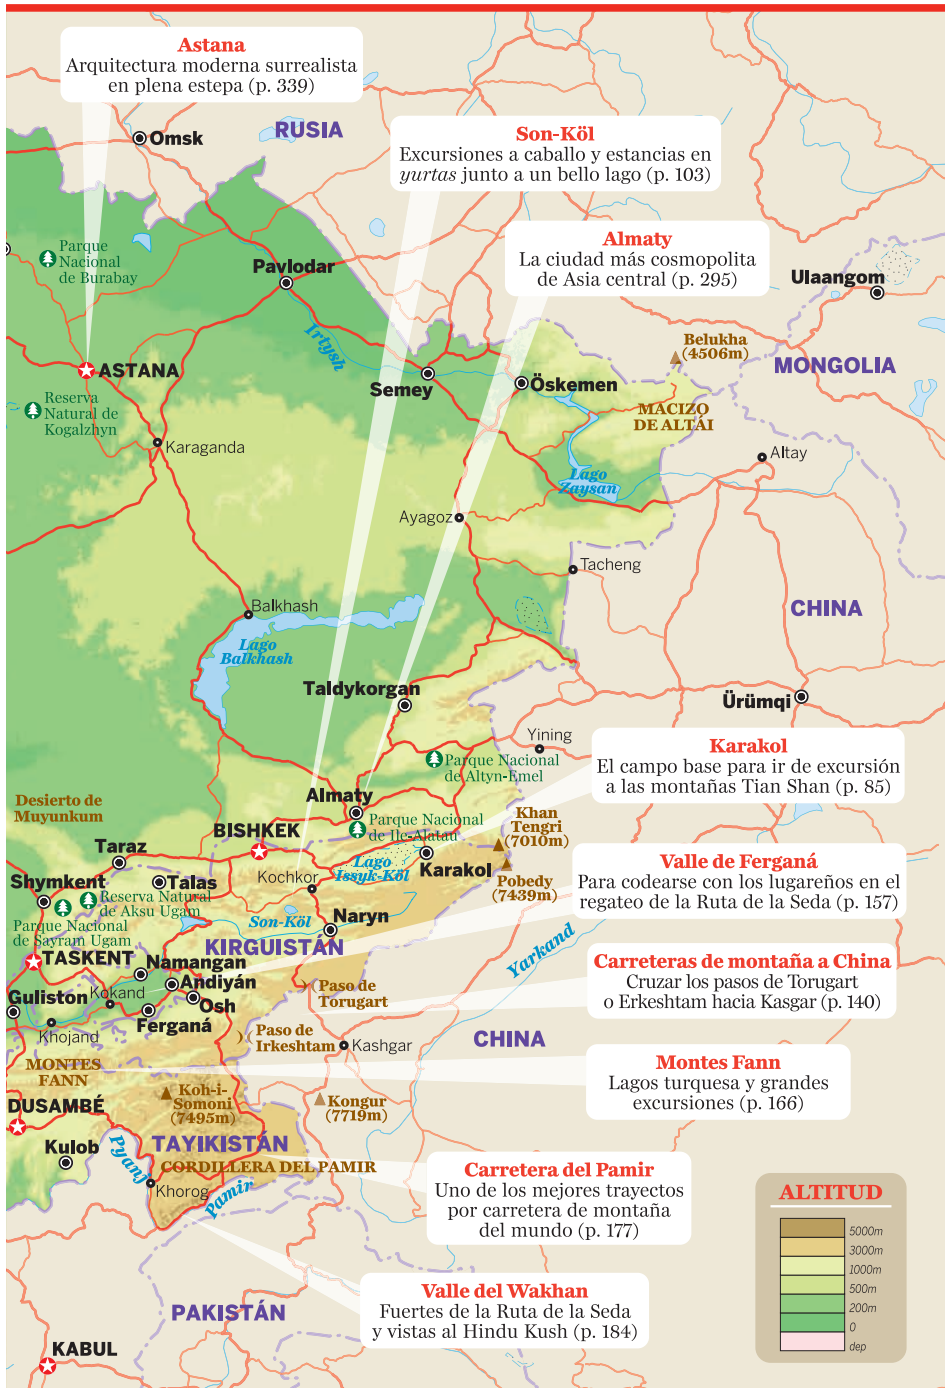 Astana
Arquitectura moderna surrealista
en plena estepa (p. 339)
RUSIA
Omsk
Son-Köl
Excursiones a caballo y estancias en
yurtas junto a un bello lago (p. 103)
Almaty
La ciudad más cosmopolita
de Asia central (p. 295)
Parque
Nacional
de Burabay
Pavlodar
Ulaangom
Irtysh
Belukha
(4506m)
MONGOLIA
ASTANA
Semey
Öskemen
Reserva
Natural de
Kogalzhyn
MACIZO
DE ALTÁI
Karaganda
Altay
Lago
Zaysan
Ayagoz
Tacheng
Balkhash
CHINA
Lago
Balkhash
Taldykorgan
Ürümqi
Yining
Parque Nacional
de Altyn-Emel
Karakol
El campo base para ir de excursión
a las montañas Tian Shan (p. 85)
Desierto de
Muyunkum
Almaty
Parque Nacional
de Ile-Alatau
Khan
Tengri
(7010m)
BISHKEK
Taraz
Lago
Issyk-Köl
Karakol
Pobedy
(7439m)
Valle de Ferganá
Para codearse con los lugareños en el
regateo de la Ruta de la Seda (p. 157)
Shymkent
Talas
Kochkor
Reserva Natural
de Aksu Ugam
Parque Nacional
de Sayram Ugam
Son-Köl
Naryn
KIRGUISTÁN
Yarkand
TASKENT
Namangan
Andiyán
Carreteras de montaña a China
Cruzar los pasos de Torugart
o Erkeshtam hacia Kasgar (p. 140)
Paso de
Torugart
Guliston
Kokand
Osh
Ferganá
Khojand
Paso de
Irkeshtam
Kashgar
CHINA
MONTES
FANN
Montes Fann
Lagos turquesa y grandes
excursiones (p. 166)
Koh-i-
Somoni
(7495m)
Kongur
(7719m)
DUSAMBÉ
Kulob
TAYIKISTÁN
Pyanj
CORDILLERA DEL PAMIR
Khorog
Pamir
Carretera del Pamir
Uno de los mejores trayectos
por carretera de montaña
del mundo (p. 177)
Valle del Wakhan
Fuertes de la Ruta de la Seda
y vistas al Hindu Kush (p. 184)
PAKISTÁN
KABUL
ALTITUD
5000m
3000m
1000m
500m
200m
0
dep